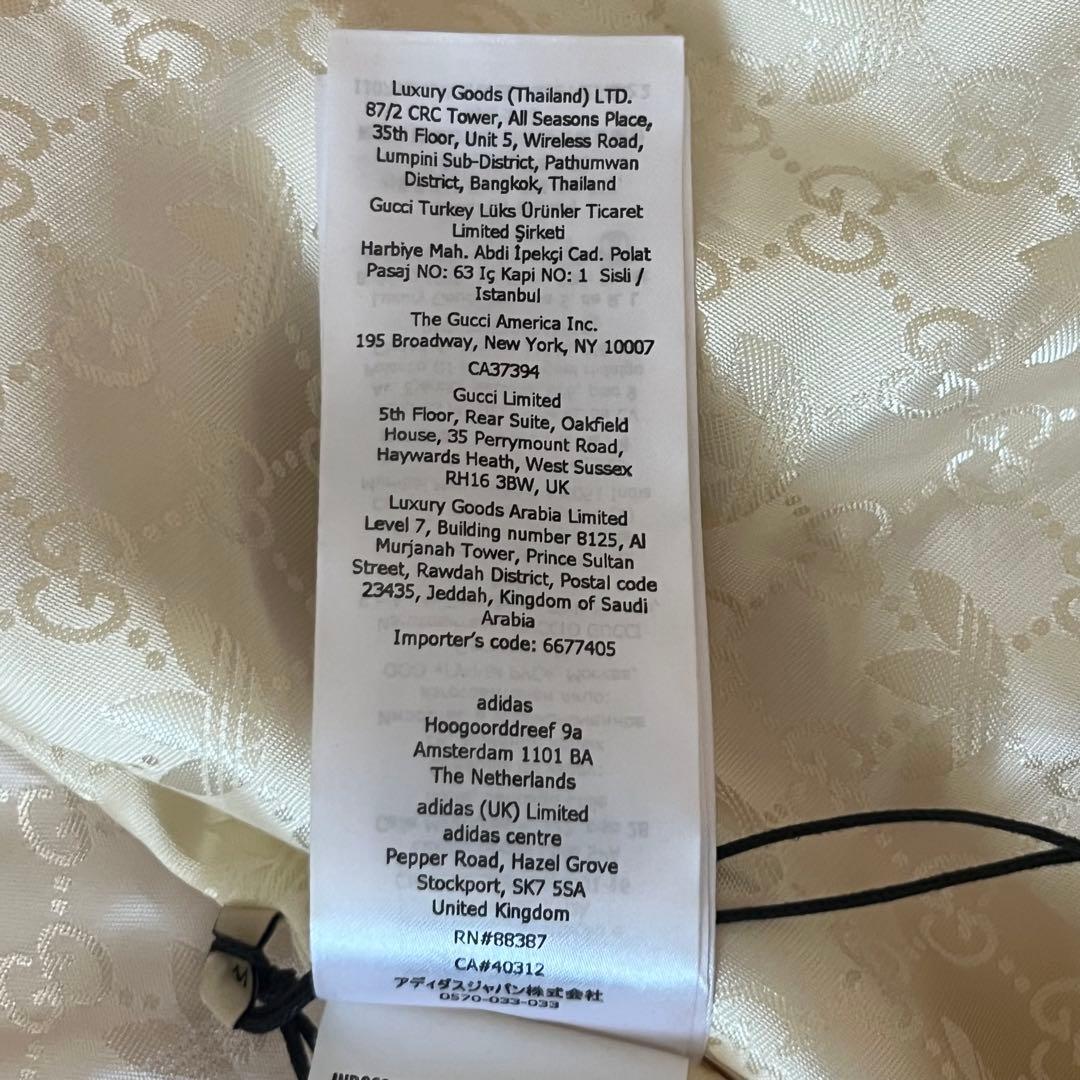 Luxury Goods (Thailand) LTD.
87/2 CRC Tower, All Seasons Place,
35th Floor, Unit 5, Wireless Road,
Lumpini Sub-District, Pathumwan
District, Bangkok, Thailand
Gucci Turkey Lüks Ürünler Ticaret
Limited Şirketi
Harbiye Mah. Abdi İpekçi Cad. Polat
Pasaj NO: 63 Iç Kapi NO: 1 Sisli /
Istanbul
The Gucci America Inc.
195 Broadway, New York, NY 10007
CA37394
Gucci Limited
5th Floor, Rear Suite, Oakfield
House, 35 Perrymount Road,
Haywards Heath, West Sussex
RH16 3BW, UK
Luxury Goods Arabia Limited
Level 7, Building number 8125, Al
Murjanah Tower, Prince Sultan
Street, Rawdah District, Postal code
23435, Jeddah, Kingdom of Saudi
Arabia
Importer's code: 6677405
adidas
Hoogoorddreef 9a
Amsterdam 1101 BA
The Netherlands
adidas (UK) Limited
adidas centre
Pepper Road, Hazel Grove
Stockport, SK7 5SA
United Kingdom
RN#88387
CA#40312
アディダスジャパン株式会社
0570-033-033